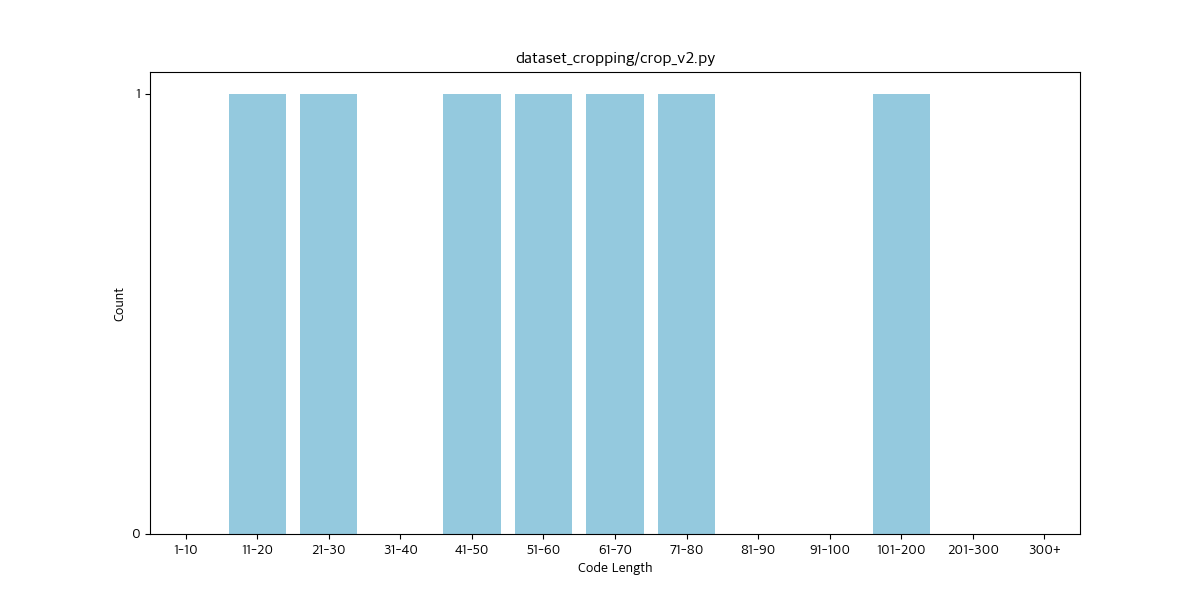 dataset_cropping/crop_v2.py
1
0
Count
1-10 11-20 21-30 31-40 41-50 51-60 61-70 71-80 81-90 91-100 101-200 201-300 300+
Code Length